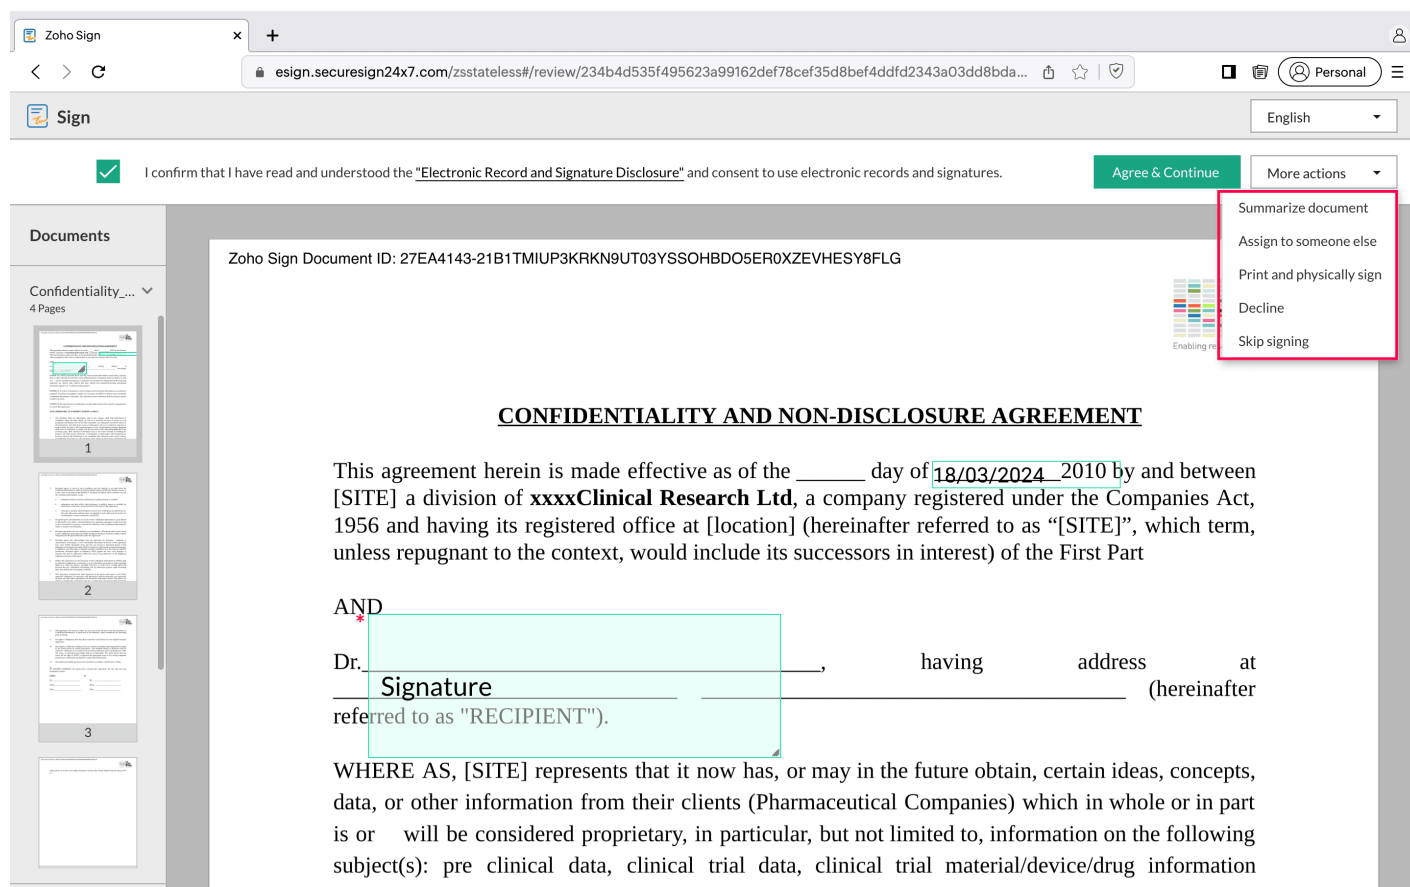 Zoho Sign
esign.securesign24x7.com/zsstateless#/review/234b4d535f495623a99162def78cef35d8bef4ddfd2343a03dd8bda...
Personal
Sign
English
I confirm that I have read and understood the "Electronic Record and Signature Disclosure" and consent to use electronic records and signatures.
Agree & Continue
More actions
Summarize document
Assign to someone else
Print and physically sign
Decline
Skip signing
Documents
Confidentiality_...
4 Pages
1
2
3
Zoho Sign Document ID: 27EA4143-21B1TMIUP3KRKN9UT03YSSOHBDO5ER0XZEVHESY8FLG
Enabling
CONFIDENTIALITY AND NON-DISCLOSURE AGREEMENT
This agreement herein is made effective as of the ______ day of 18/03/2024 2010 by and between
[SITE] a division of xxxxClinical Research Ltd, a company registered under the Companies Act,
1956 and having its registered office at [location] (hereinafter referred to as “[SITE]”, which term,
unless repugnant to the context, would include its successors in interest) of the First Part
AND
*
Dr.______, having address at
Signature
(hereinafter
referred to as "RECIPIENT").
WHERE AS, [SITE] represents that it now has, or may in the future obtain, certain ideas, concepts,
data, or other information from their clients (Pharmaceutical Companies) which in whole or in part
is or will be considered proprietary, in particular, but not limited to, information on the following
subject(s): pre clinical data, clinical trial data, clinical trial material/device/drug information